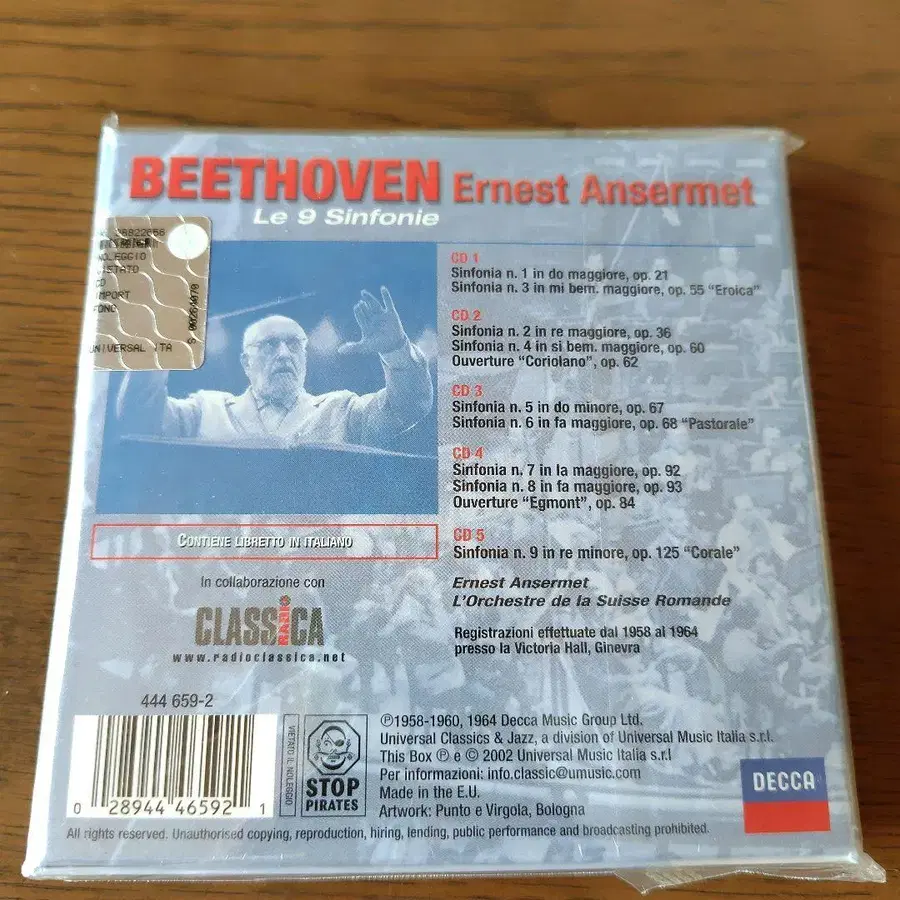 BEETHOVEN Ernest Ansermet
Le 9 Sinfonie
NOLEGGIO
CD
IMPORT
UNIVERSAL ITA
CD 1
Sinfonia n. 1 in do maggiore, op. 21
Sinfonia n. 3 in mi bem. maggiore, op. 55 "Eroica"
CD 2
Sinfonia n. 2 in re maggiore, op. 36
Sinfonia n. 4 in si bem. maggiore, op. 60
Ouverture "Coriolano", op. 62
CD 3
Sinfonia n. 5 in do minore, op. 67
Sinfonia n. 6 in fa maggiore, op. 68 "Pastorale"
CD 4
Sinfonia n. 7 in la maggiore, op. 92
Sinfonia n. 8 in fa maggiore, op. 93
Ouverture "Egmont", op. 84
CD 5
Sinfonia n. 9 in re minore, op. 125 "Corale"
Ernest Ansermet
L'Orchestre de la Suisse Romande
Registrazioni effettuate dal 1958 al 1964
presso la Victoria Hall, Ginevra
CONTIENE LIBRETTO IN ITALIANO
In collaborazione con
CLASSICA
RADIO
www.radioclassica.net
444 659-2
0 28944 46592 1
VIETATO IL NOLEGGIO
STOP
PIRATES
℗1958-1960, 1964 Decca Music Group Ltd.
Universal Classics & Jazz, a division of Universal Music Italia s.r.l.
This Box ℗ e © 2002 Universal Music Italia s.r.l.
Per informazioni: info.classic@umusic.com
Made in the E.U.
Artwork: Punto e Virgola, Bologna
DECCA
All rights reserved. Unauthorised copying, reproduction, hiring, lending, public performance and broadcasting prohibited.